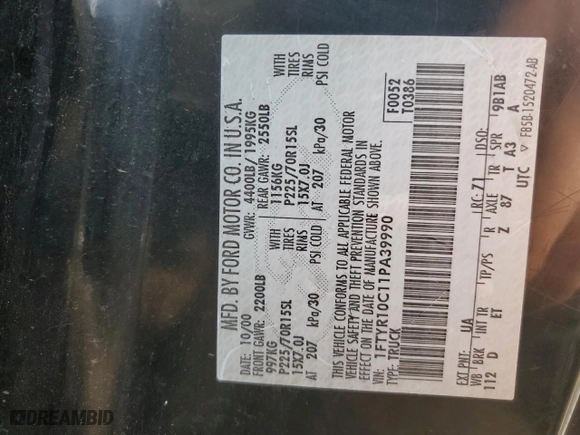 MFD. BY FORD MOTOR CO. IN U.S.A.
10/00 GVWR: 4400LB/ 1995KG
FRONT GAWR: 2200LB REAR GAWR: 2550LB
997KG 1156KG WITH
P225/70R15SL P225/70R15SL TIRES
15X7.0J 15X7.0J RIMS
AT 207 kPa/30 PSI COLD AT 207 kPa/30 PSI COLD
WITH
TIRES
RIMS
THIS VEHICLE CONFORMS TO ALL APPLICABLE FEDERAL MOTOR
VEHICLE SAFETY AND THEFT PREVENTION STANDARDS IN
EFFECT ON THE DATE OF MANUFACTURE SHOWN ABOVE.
VIN: 1FTYR10C11PA39990
TYPE: TRUCK
F0052
T0386
EXT PNT: UA RC: 71 DSO:
WB BRK INT TR TP/PS R AXLE TR SPR
112 D ET Z 87 T A3 9B1AB A
UTC F85B-1520472-AB
DREAMBID